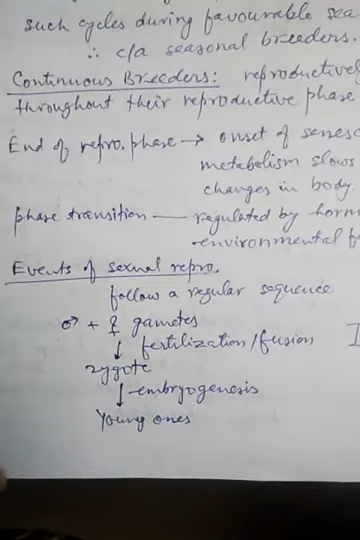 such cycles during favourable sea
∴ c/a seasonal breeders.
Continuous Breeders: reproductivel
throughout their reproductive phase
End of repro. phase → onset of senesc
metabolism slows
changes in body.
phase transition — regulated by horm
-environmental f
Events of sexual repro.
follow a regular sequence
♂ + ♀ gametes
↓ fertilization/fusion
zygote
↓ -embryogenesis
Young ones